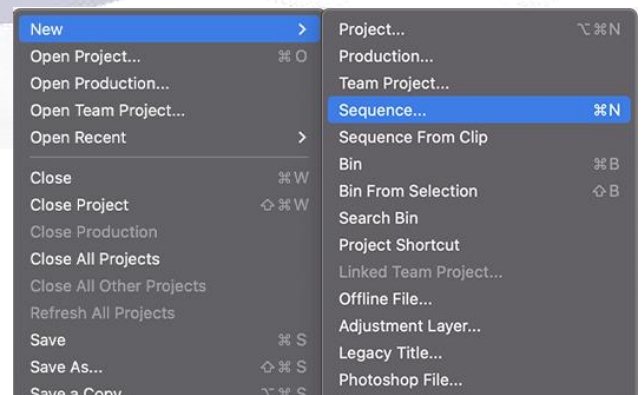 New >
Open Project... ⌘ O
Open Production...
Open Team Project...
Open Recent >
Close ⌘ W
Close Project ⇧ ⌘ W
Close Production
Close All Projects
Close All Other Projects
Refresh All Projects
Save ⌘ S
Save As... ⇧ ⌘ S
Save a Copy... ⌥ ⌘ S
Project... ⌥ ⌘ N
Production...
Team Project...
Sequence... ⌘ N
Sequence From Clip
Bin ⌘ B
Bin From Selection ⇧ B
Search Bin
Project Shortcut
Linked Team Project...
Offline File...
Adjustment Layer...
Legacy Title...
Photoshop File...